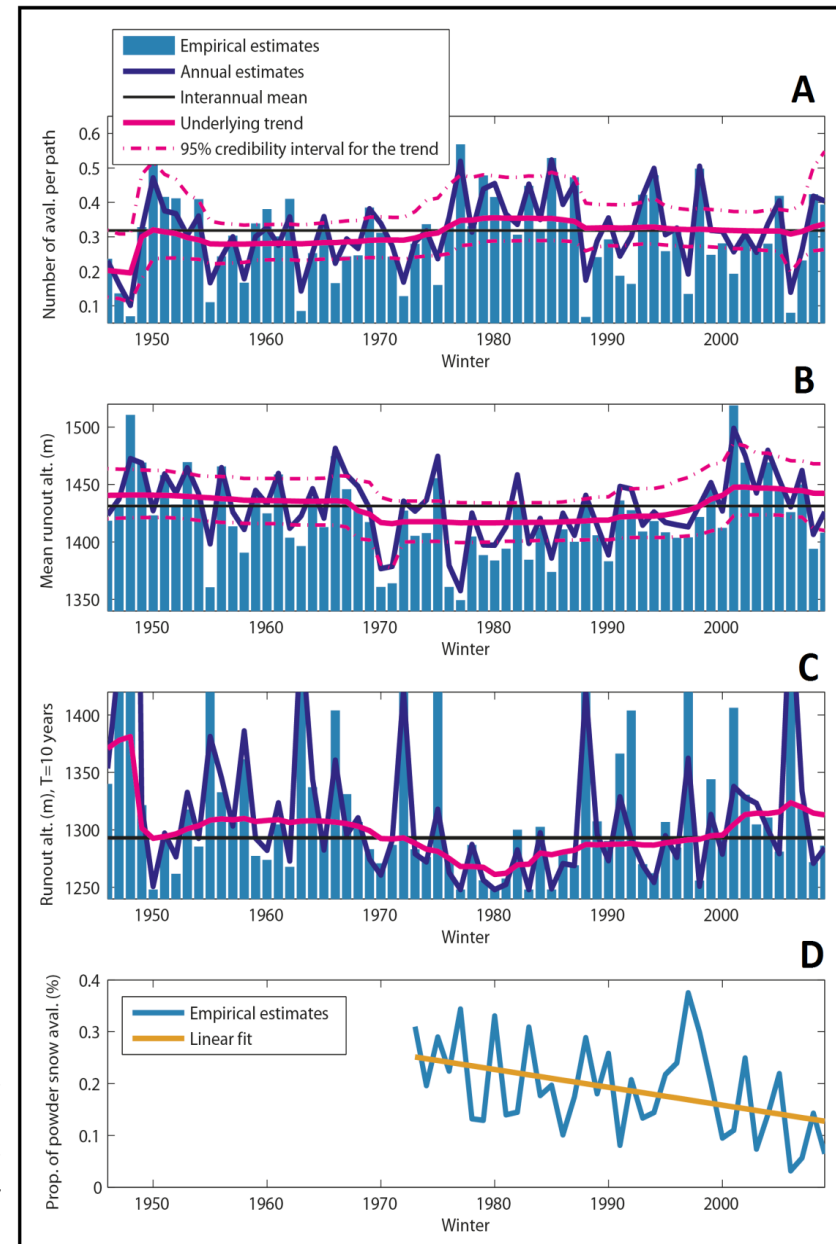 Empirical estimates
Annual estimates
Interannual mean
Underlying trend
95% credibility interval for the trend
A
Number of aval. per path
0.6
0.5
0.4
0.3
0.2
0.1
1950 1960 1970 1980 1990 2000
Winter
B
Mean runout alt. (m)
1500
1450
1400
1350
1950 1960 1970 1980 1990 2000
Winter
C
Runout alt. (m), T=10 years
1400
1350
1300
1250
1950 1960 1970 1980 1990 2000
Winter
D
Prop. of powder snow aval. (%)
0.4
0.3
0.2
0.1
0
Empirical estimates
Linear fit
1950 1960 1970 1980 1990 2000
Winter